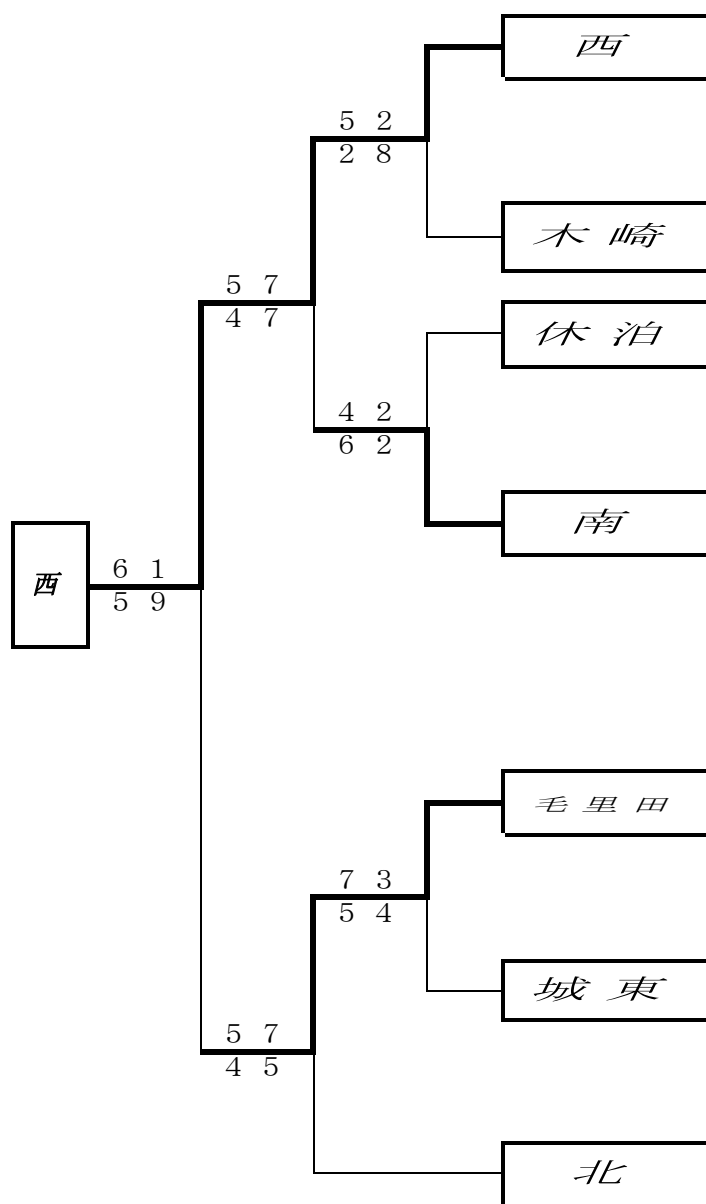 西
５ ２
２ ８
木 崎
５ ７
４ ７
休 泊
４ ２
６ ２
南
西
６ １
５ ９
毛 里 田
７ ３
５ ４
城 東
５ ７
４ ５
北